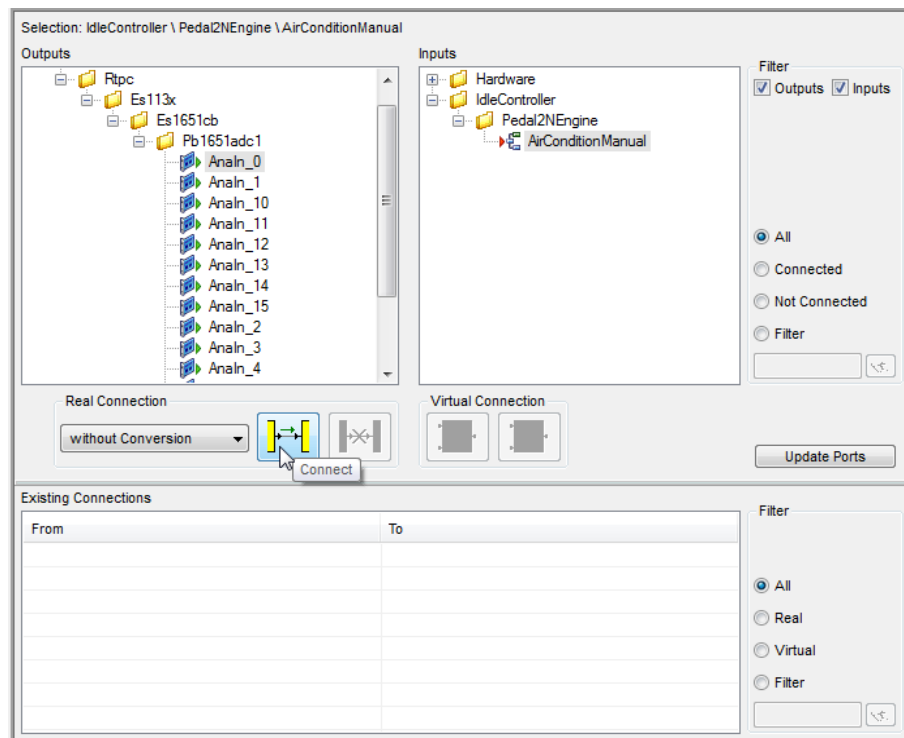 Selection: IdleController \ Pedal2NEngine \ AirConditionManual
Outputs
Rtpc
Es113x
Es1651cb
Pb1651adc1
AnaIn_0
AnaIn_1
AnaIn_10
AnaIn_11
AnaIn_12
AnaIn_13
AnaIn_14
AnaIn_15
AnaIn_2
AnaIn_3
AnaIn_4
Inputs
Hardware
IdleController
Pedal2NEngine
AirConditionManual
Filter
Outputs Inputs
All
Connected
Not Connected
Filter
Real Connection
without Conversion
Connect
Virtual Connection
Update Ports
Existing Connections
From To
Filter
All
Real
Virtual
Filter